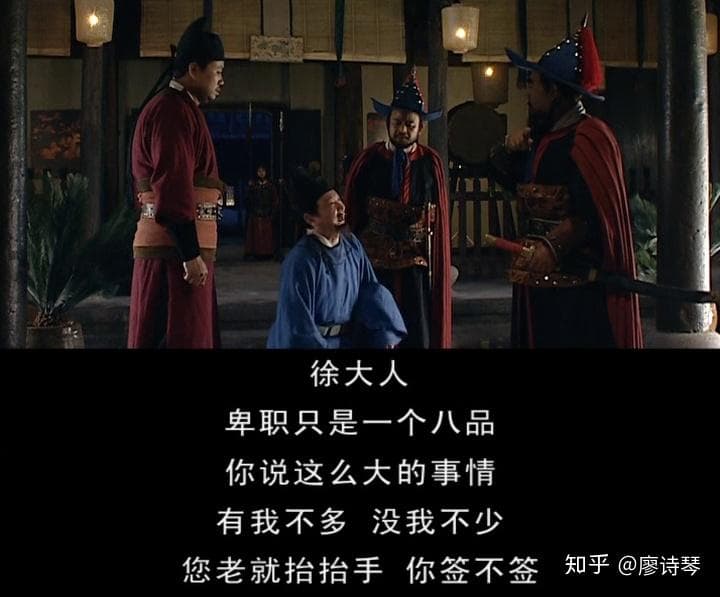 徐大人
卑职只是一个八品
你说这么大的事情
有我不多 没我不少
您老就抬抬手 你签不签
知乎 @廖诗琴